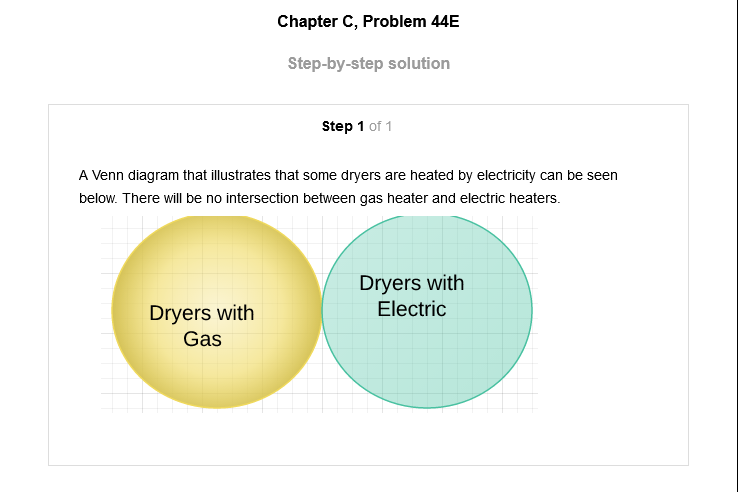 Chapter C, Problem 44E
Step-by-step solution
Step 1 of 1
A Venn diagram that illustrates that some dryers are heated by electricity can be seen
below. There will be no intersection between gas heater and electric heaters.
Dryers with
Gas
Dryers with
Electric